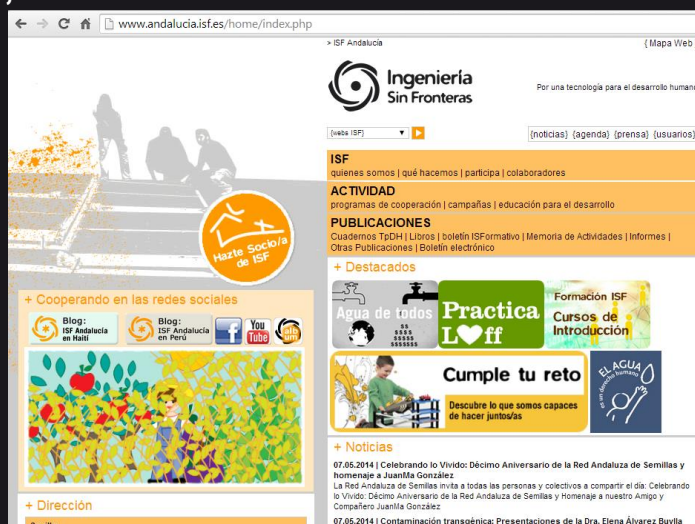 www.andalucia.isf.es/home/index.php
> ISF Andalucía
{Mapa Web
Ingeniería
Sin Fronteras
Por una tecnología para el desarrollo humano
{webs ISF}
{noticias} {agenda} {prensa} {usuarios}
ISF
quienes somos | qué hacemos | participa | colaboradores
ACTIVIDAD
programas de cooperación | campañas | educación para el desarrollo
PUBLICACIONES
Cuadernos TpDH | Libros | boletín ISFormativo | Memoria de Actividades | Informes |
Otras Publicaciones | Boletín electrónico
Hazte Socio/a
de ISF
+ Cooperando en las redes sociales
Blog:
ISF Andalucía
en Haití
Blog:
ISF Andalucía
en Perú
f
You
Tube
alb
um
+ Dirección
+ Destacados
Agua de todos
$$
$$$$
$$$$$
$$$$$$$
Practica
L❤ff
Formación ISF
Cursos de
Introducción
Cumple tu reto
Descubre lo que somos capaces
de hacer juntos/as
EL AGUA
es un derecho humano
+ Noticias
07.05.2014 | Celebrando lo Vivido: Décimo Aniversario de la Red Andaluza de Semillas y
homenaje a JuanMa González
La Red Andaluza de Semillas invita a todas las personas y colectivos a compartir el día: Celebrando
lo Vivido: Décimo Aniversario de la Red Andaluza de Semillas y Homenaje a nuestro Amigo y
Compañero JuanMa González
07.05.2014 | Contaminación transgénica: Presentaciones de la Dra. Elena Álvarez Buylla